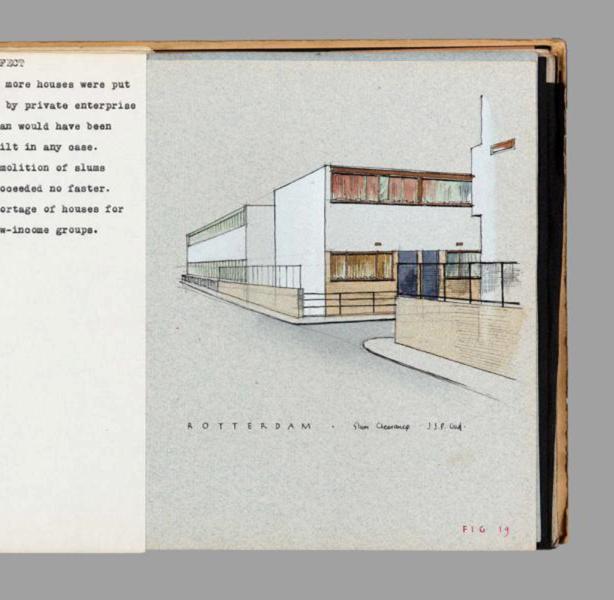 FECT
more houses were put
by private enterprise
an would have been
ilt in any case.
molition of slums
oceeded no faster.
ortage of houses for
w-income groups.
ROTTERDAM · Slum Clearance J.J.P. Oud.
FIG 19